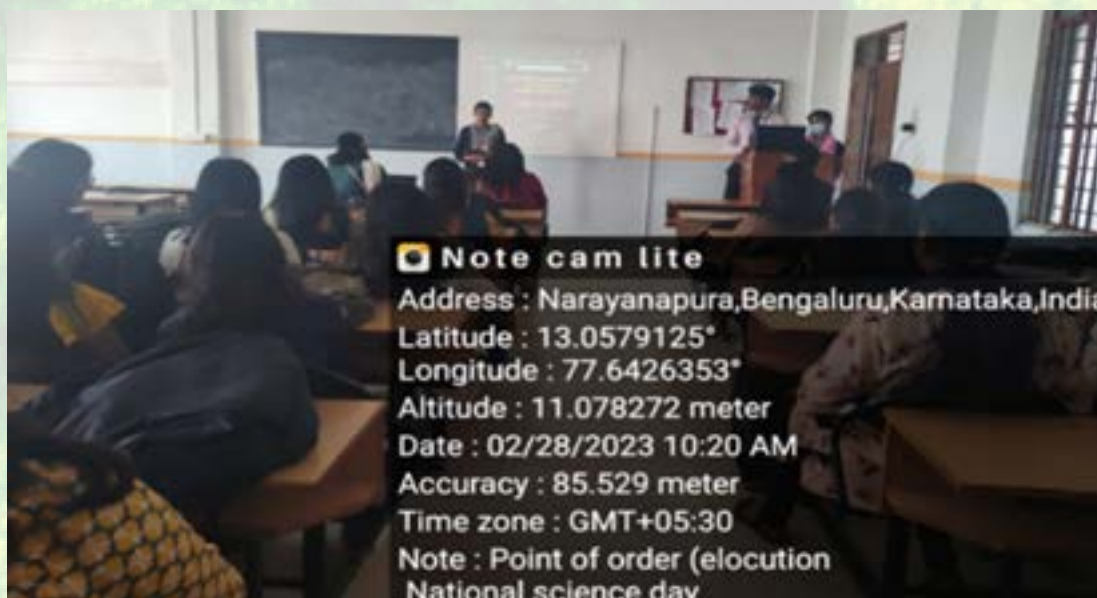 Note cam lite
Address : Narayanapura,Bengaluru,Karnataka,India
Latitude : 13.0579125°
Longitude : 77.6426353°
Altitude : 11.078272 meter
Date : 02/28/2023 10:20 AM
Accuracy : 85.529 meter
Time zone : GMT+05:30
Note : Point of order (elocution
National science day